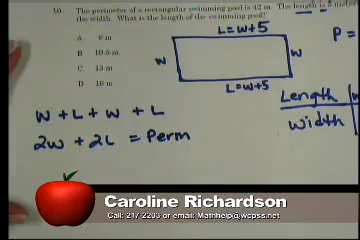 10. The perimeter of a rectangular swimming pool is 42 m. The length is 5 meters
the width. What is the length of the swimming pool?
A. 8 m
B 10.5 m
C 13 m
D 16 m
L = W + 5
W
W
L = W + 5
P =
W + L + W + L
2W + 2L = Perm
Length
Width
Caroline Richardson
Call: 217-2203 or email: Mathhelp@wcpss.net